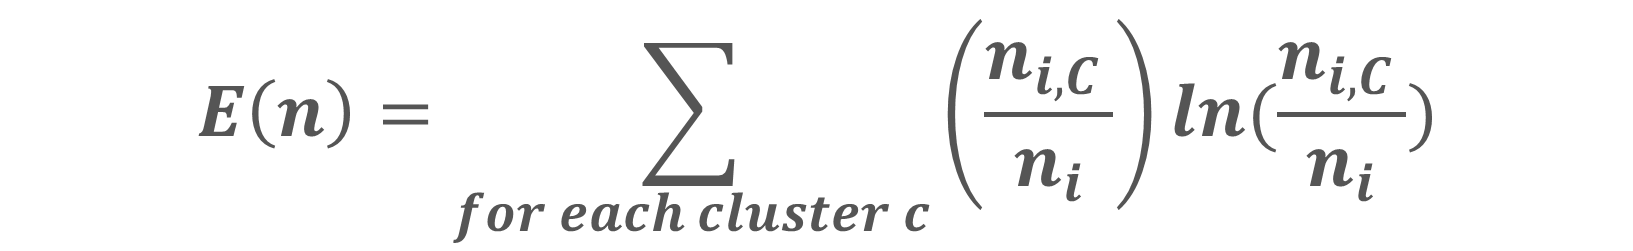 E(n) = ∑ (n_{i,C} / n_i) ln(n_{i,C} / n_i)
for each cluster c